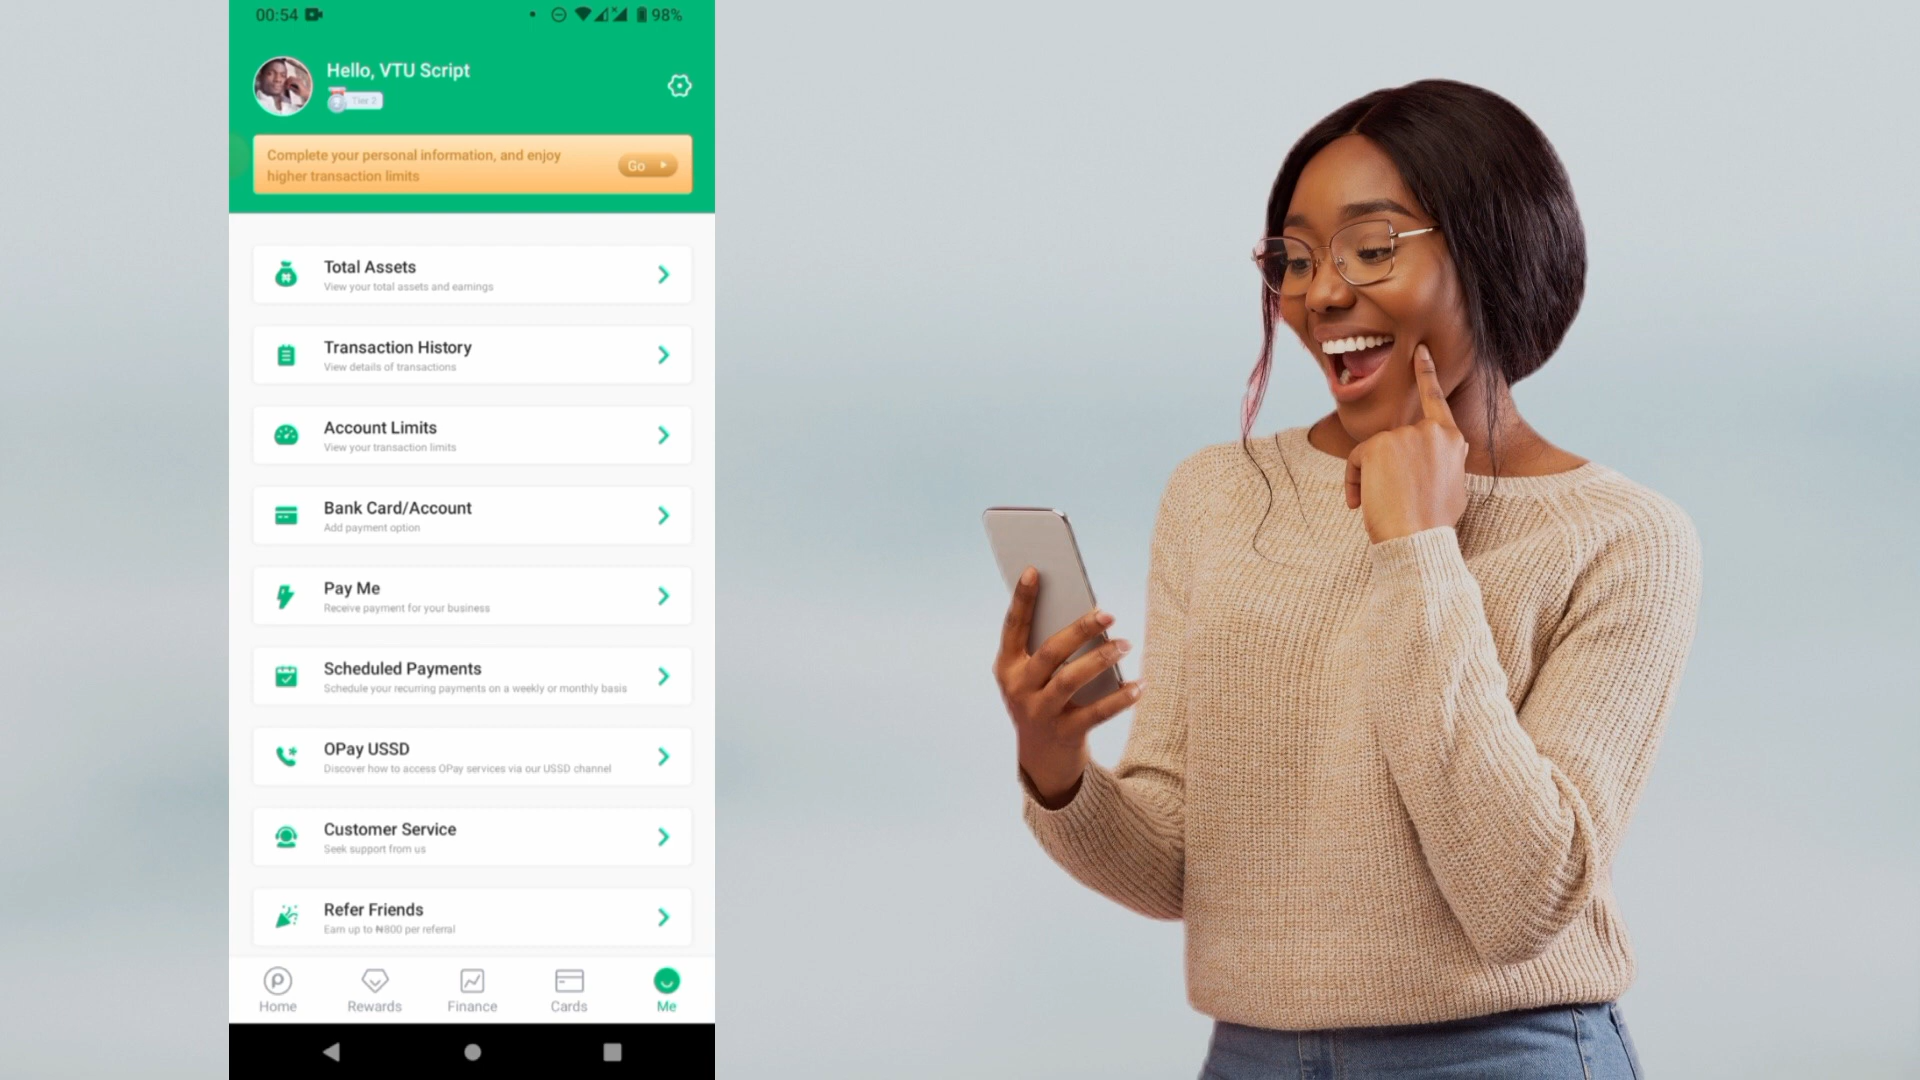 00:54
98%
Hello, VTU Script
Tier 2
Complete your personal information, and enjoy
higher transaction limits
Go
Total Assets
View your total assets and earnings
Transaction History
View details of transactions
Account Limits
View your transaction limits
Bank Card/Account
Add payment option
Pay Me
Receive payment for your business
Scheduled Payments
Schedule your recurring payments on a weekly or monthly basis
OPay USSD
Discover how to access OPay services via our USSD channel
Customer Service
Seek support from us
Refer Friends
Earn up to ₦800 per referral
Home
Rewards
Finance
Cards
Me